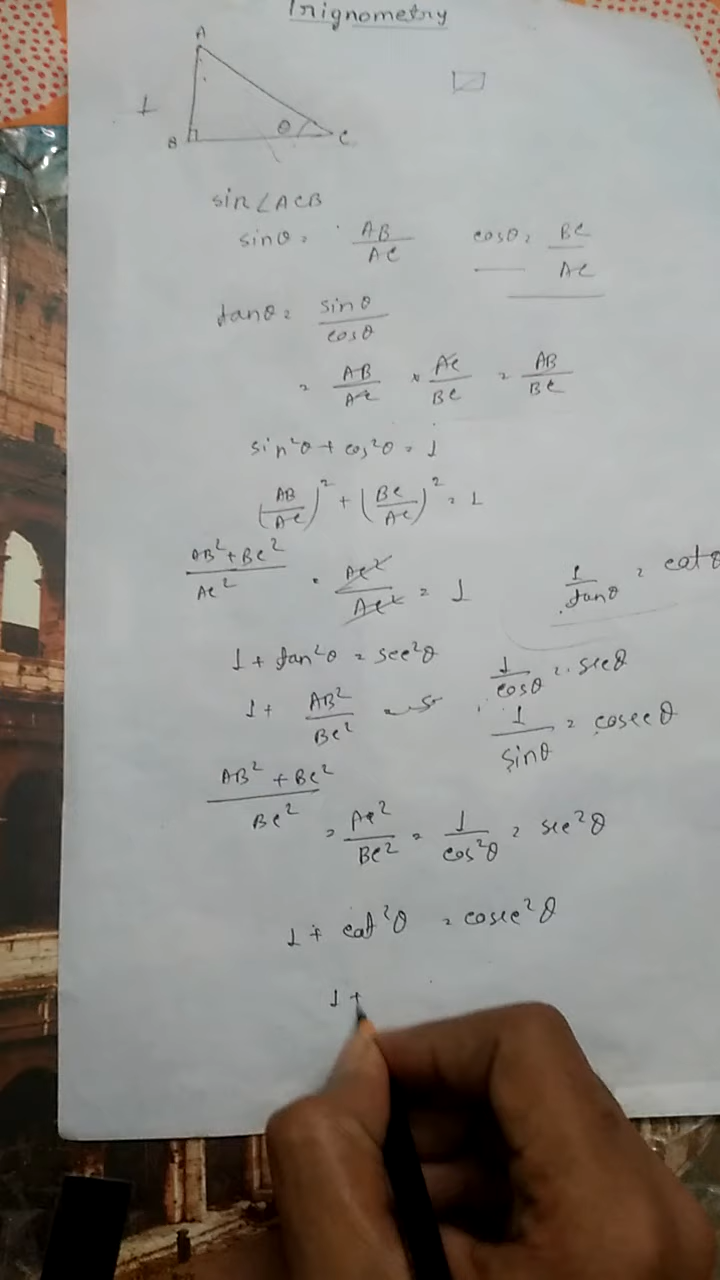 Trignometry
A
1
B
θ
C
sin∠ACB
sinθ = AB/AC    cosθ = BC/AC
tanθ = sinθ/cosθ
= AB/AC × AC/BC = AB/BC
sin²θ + cos²θ = 1
(AB/AC)² + (BC/AC)² = 1
AB² + BC²/AC² = AC²/AC² = 1
1/tanθ = cotθ
1 + tan²θ = sec²θ
1/cosθ = secθ
1 + AB²/BC²
1/sinθ = cosecθ
AB² + BC²/BC² = AC²/BC² = 1/cos²θ = sec²θ
1 + cot²θ = cosec²θ
1 +